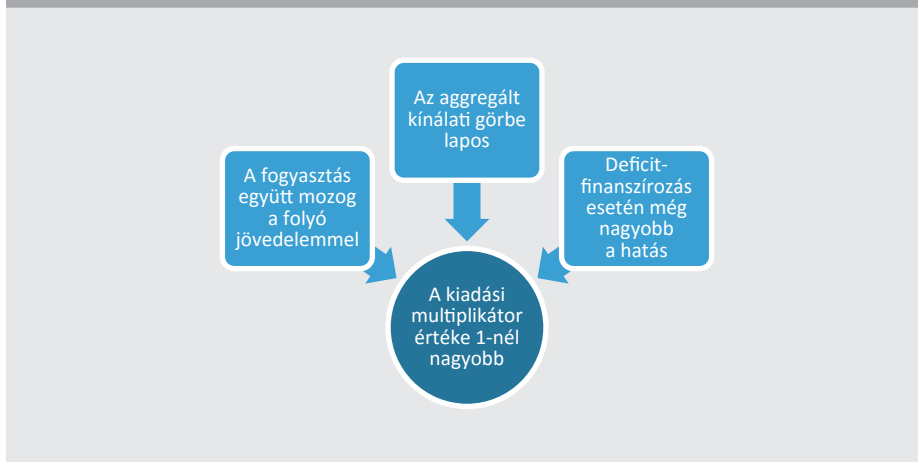 A fogyasztás
együtt mozog
a folyó
jövedelemmel
Az aggregált
kínálati görbe
lapos
Deficit-
finanszírozás
esetén még
nagyobb
a hatás
A kiadási
multiplikátor
értéke 1-nél
nagyobb